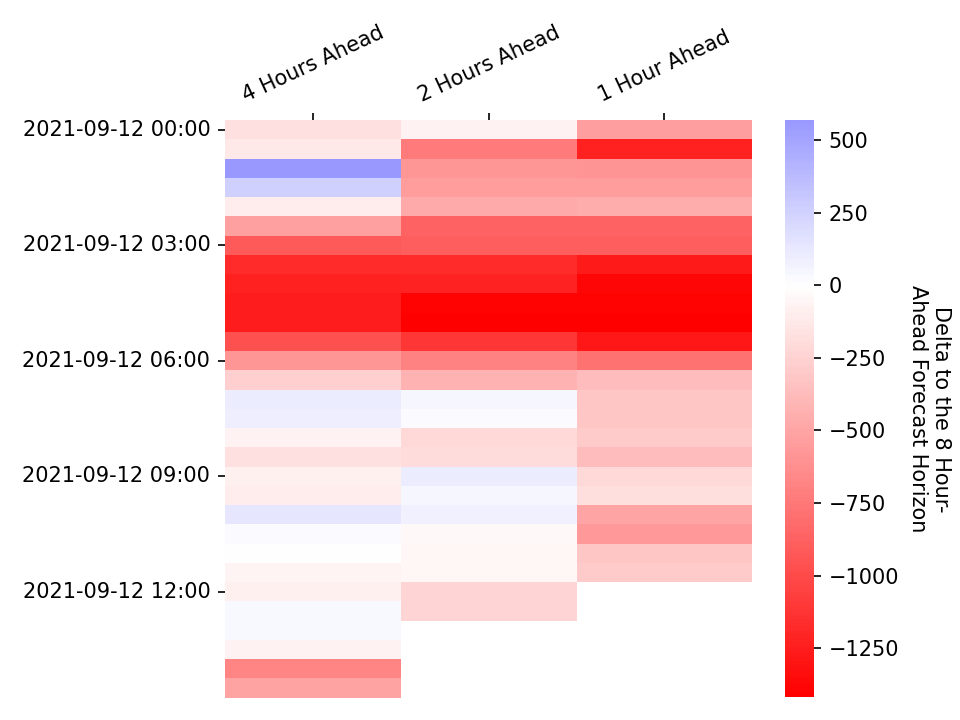 4 Hours Ahead
2 Hours Ahead
1 Hour Ahead
2021-09-12 00:00
2021-09-12 03:00
2021-09-12 06:00
2021-09-12 09:00
2021-09-12 12:00
500
250
0
−250
−500
−750
−1000
−1250
Delta to the 8 Hour-
Ahead Forecast Horizon